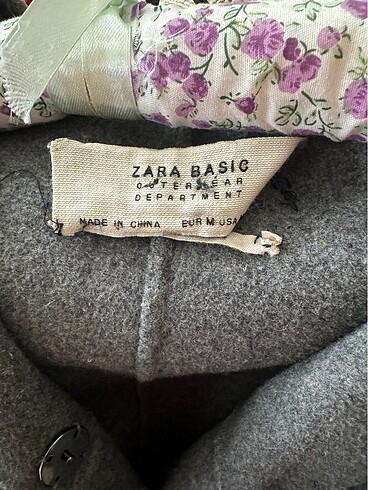 ZARA BASIC
OUTERWEAR
DEPARTMENT
MADE IN CHINA EUR M USA